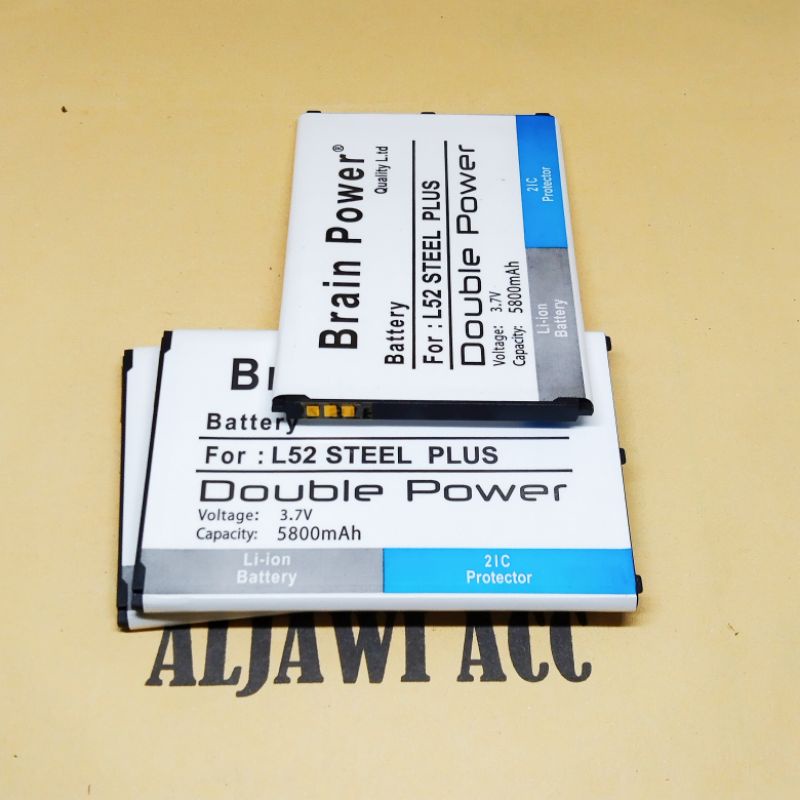 Brain Power®
Quality L.td
Battery
For : L52 STEEL PLUS
Double Power
Voltage: 3.7V
Capacity: 5800mAh
Li-ion
Battery
2IC
Protector
Battery
For : L52 STEEL PLUS
Double Power
Voltage: 3.7V
Capacity: 5800mAh
Li-ion
Battery
2IC
Protector
ALJAWI ACC